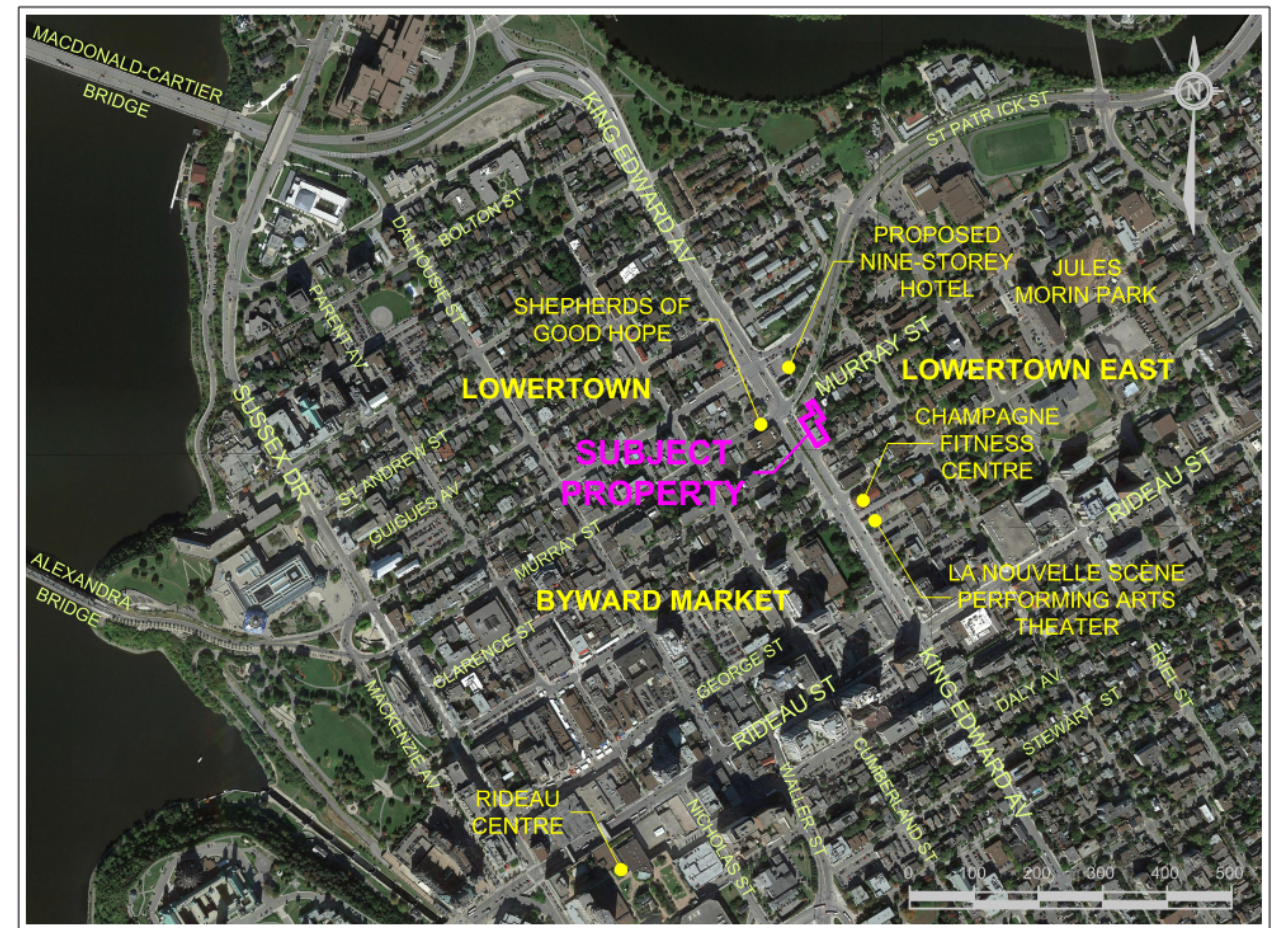 MACDONALD-CARTIER
BRIDGE
N
KING EDWARD AV
ST PATR ICK ST
BOLTON ST
DALHOUSIE ST
PROPOSED
NINE-STOREY
HOTEL
JULES
MORIN PARK
SHEPHERDS OF
GOOD HOPE
PARENT AV
MURRAY ST
LOWERTOWN
LOWERTOWN EAST
SUSSEX DR
CHAMPAGNE
FITNESS
CENTRE
SUBJECT
PROPERTY
ST ANDREW ST
GUIGUES AV
RIDEAU ST
MURRAY ST
ALEXANDRA
BRIDGE
BYWARD MARKET
LA NOUVELLE SCÈNE
PERFORMING ARTS
THEATER
CLARENCE ST
GEORGE ST
KING EDWARD AV
FRIEL ST
DALY AV
STEWART ST
MACKENZIE AV
RIDEAU ST
CUMBERLAND ST
WALLER ST
RIDEAU
CENTRE
NICHOLAS ST
0 100 200 300 400 500